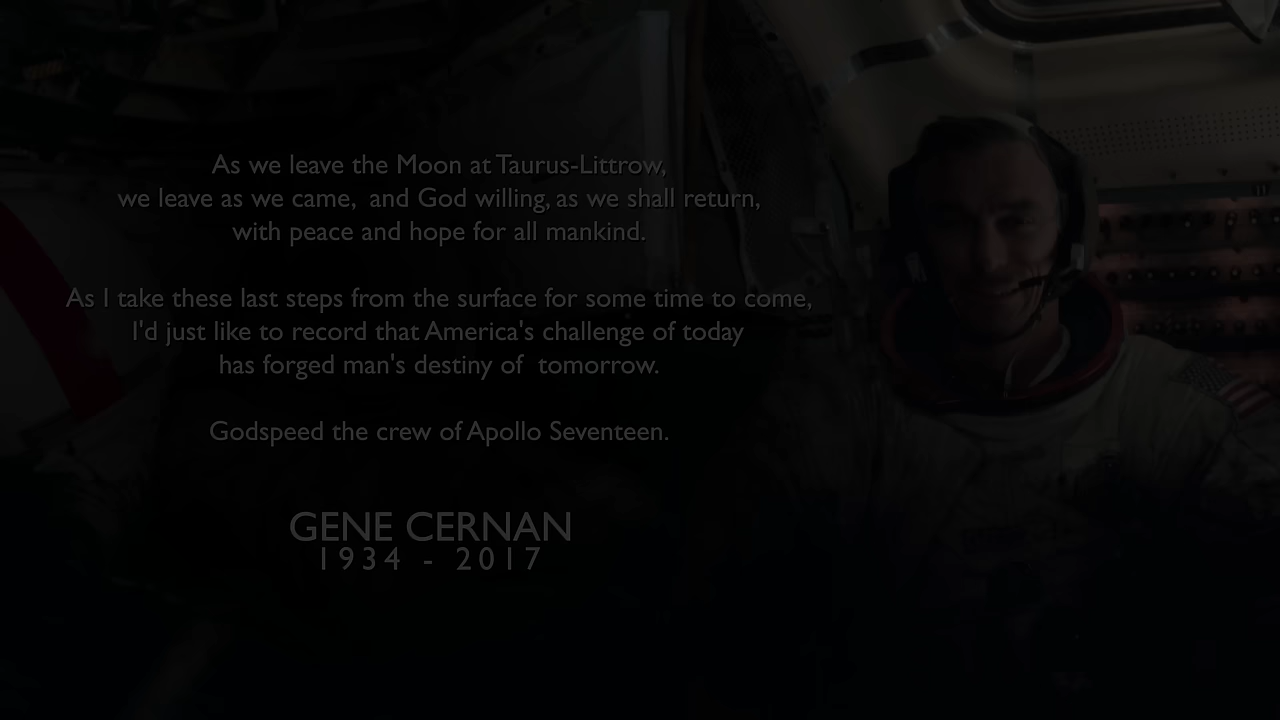 As we leave the Moon at Taurus-Littrow,
we leave as we came, and God willing, as we shall return,
with peace and hope for all mankind.
As I take these last steps from the surface for some time to come,
I'd just like to record that America's challenge of today
has forged man's destiny of tomorrow.
Godspeed the crew of Apollo Seventeen.
GENE CERNAN
1934 - 2017